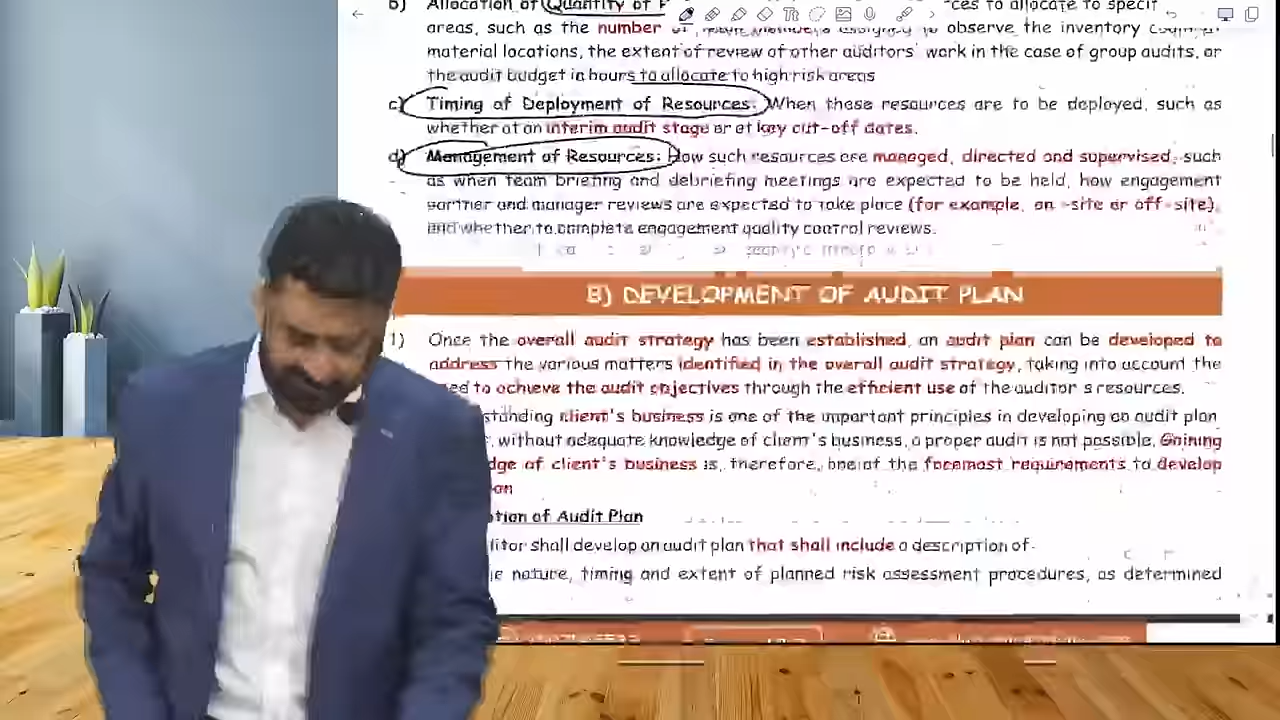 b) Allocation of Quantity of
ces to allocate to specif
areas, such as the number observe the inventory
material locations, the extent of review of other auditors' work in the case of group audits, or
the audit budget in hours to allocate to high risk areas
c) Timing of Deployment of Resources: When these resources are to be deployed, such as
whether at an interim audit stage or at key cut-off dates.
d) Management of Resources: How such resources are managed, directed and supervised, such
as when team briefing and debriefing meetings are expected to be held, how engagement
partner and manager reviews are expected to take place (for example, on -site or off-site),
and whether to complete engagement quality control reviews.
B) DEVELOPMENT OF AUDIT PLAN
1) Once the overall audit strategy has been established, an audit plan can be developed to
address the various matters identified in the overall audit strategy, taking into account the
ed to achieve the audit objectives through the efficient use of the auditor s resources.
standing client's business is one of the important principles in developing an audit plan
, without adequate knowledge of client's business, a proper audit is not possible. Gaining
dge of client's business is, therefore, one of the foremost requirements to develop
an
tion of Audit Plan
itor shall develop an audit plan that shall include a description of-
e nature, timing and extent of planned risk assessment procedures, as determined